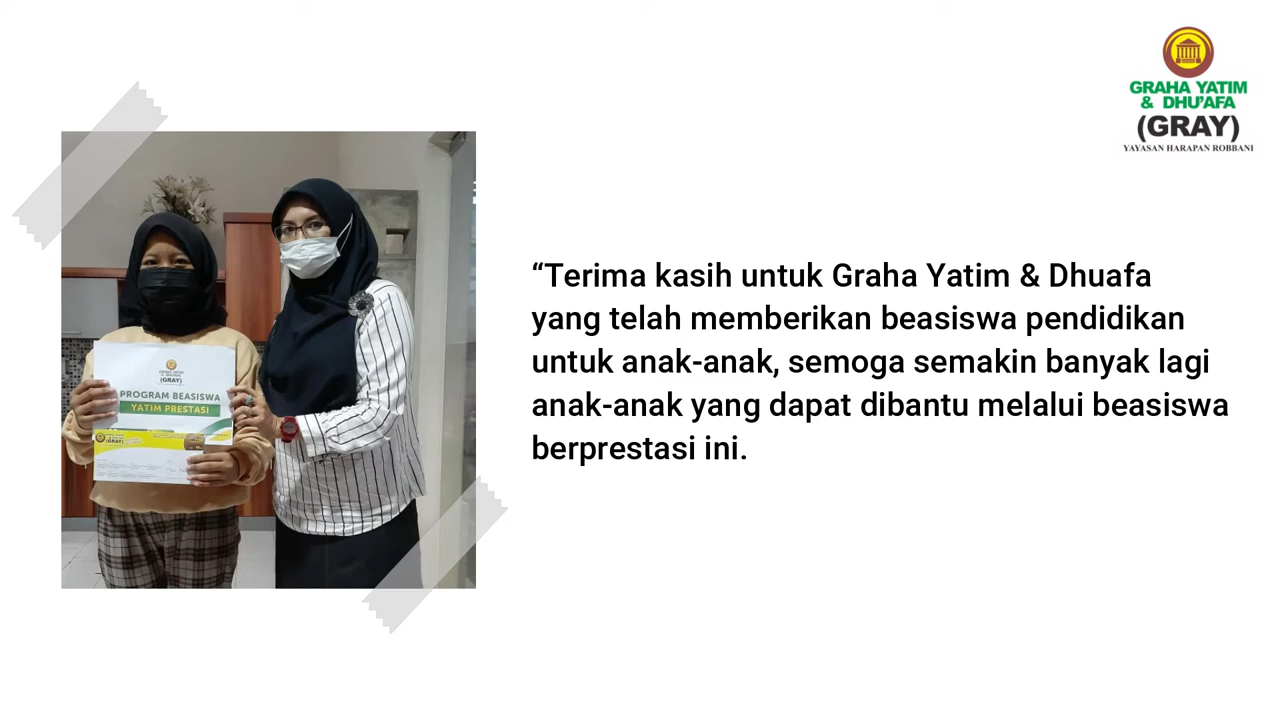 GRAHA YATIM
& DHU'AFA
(GRAY)
YAYASAN HARAPAN ROBBANI
“Terima kasih untuk Graha Yatim & Dhuafa
yang telah memberikan beasiswa pendidikan
untuk anak-anak, semoga semakin banyak lagi
anak-anak yang dapat dibantu melalui beasiswa
berprestasi ini.
(GRAY)
PROGRAM BEASISWA
YATIM PRESTASI
(GRAY)